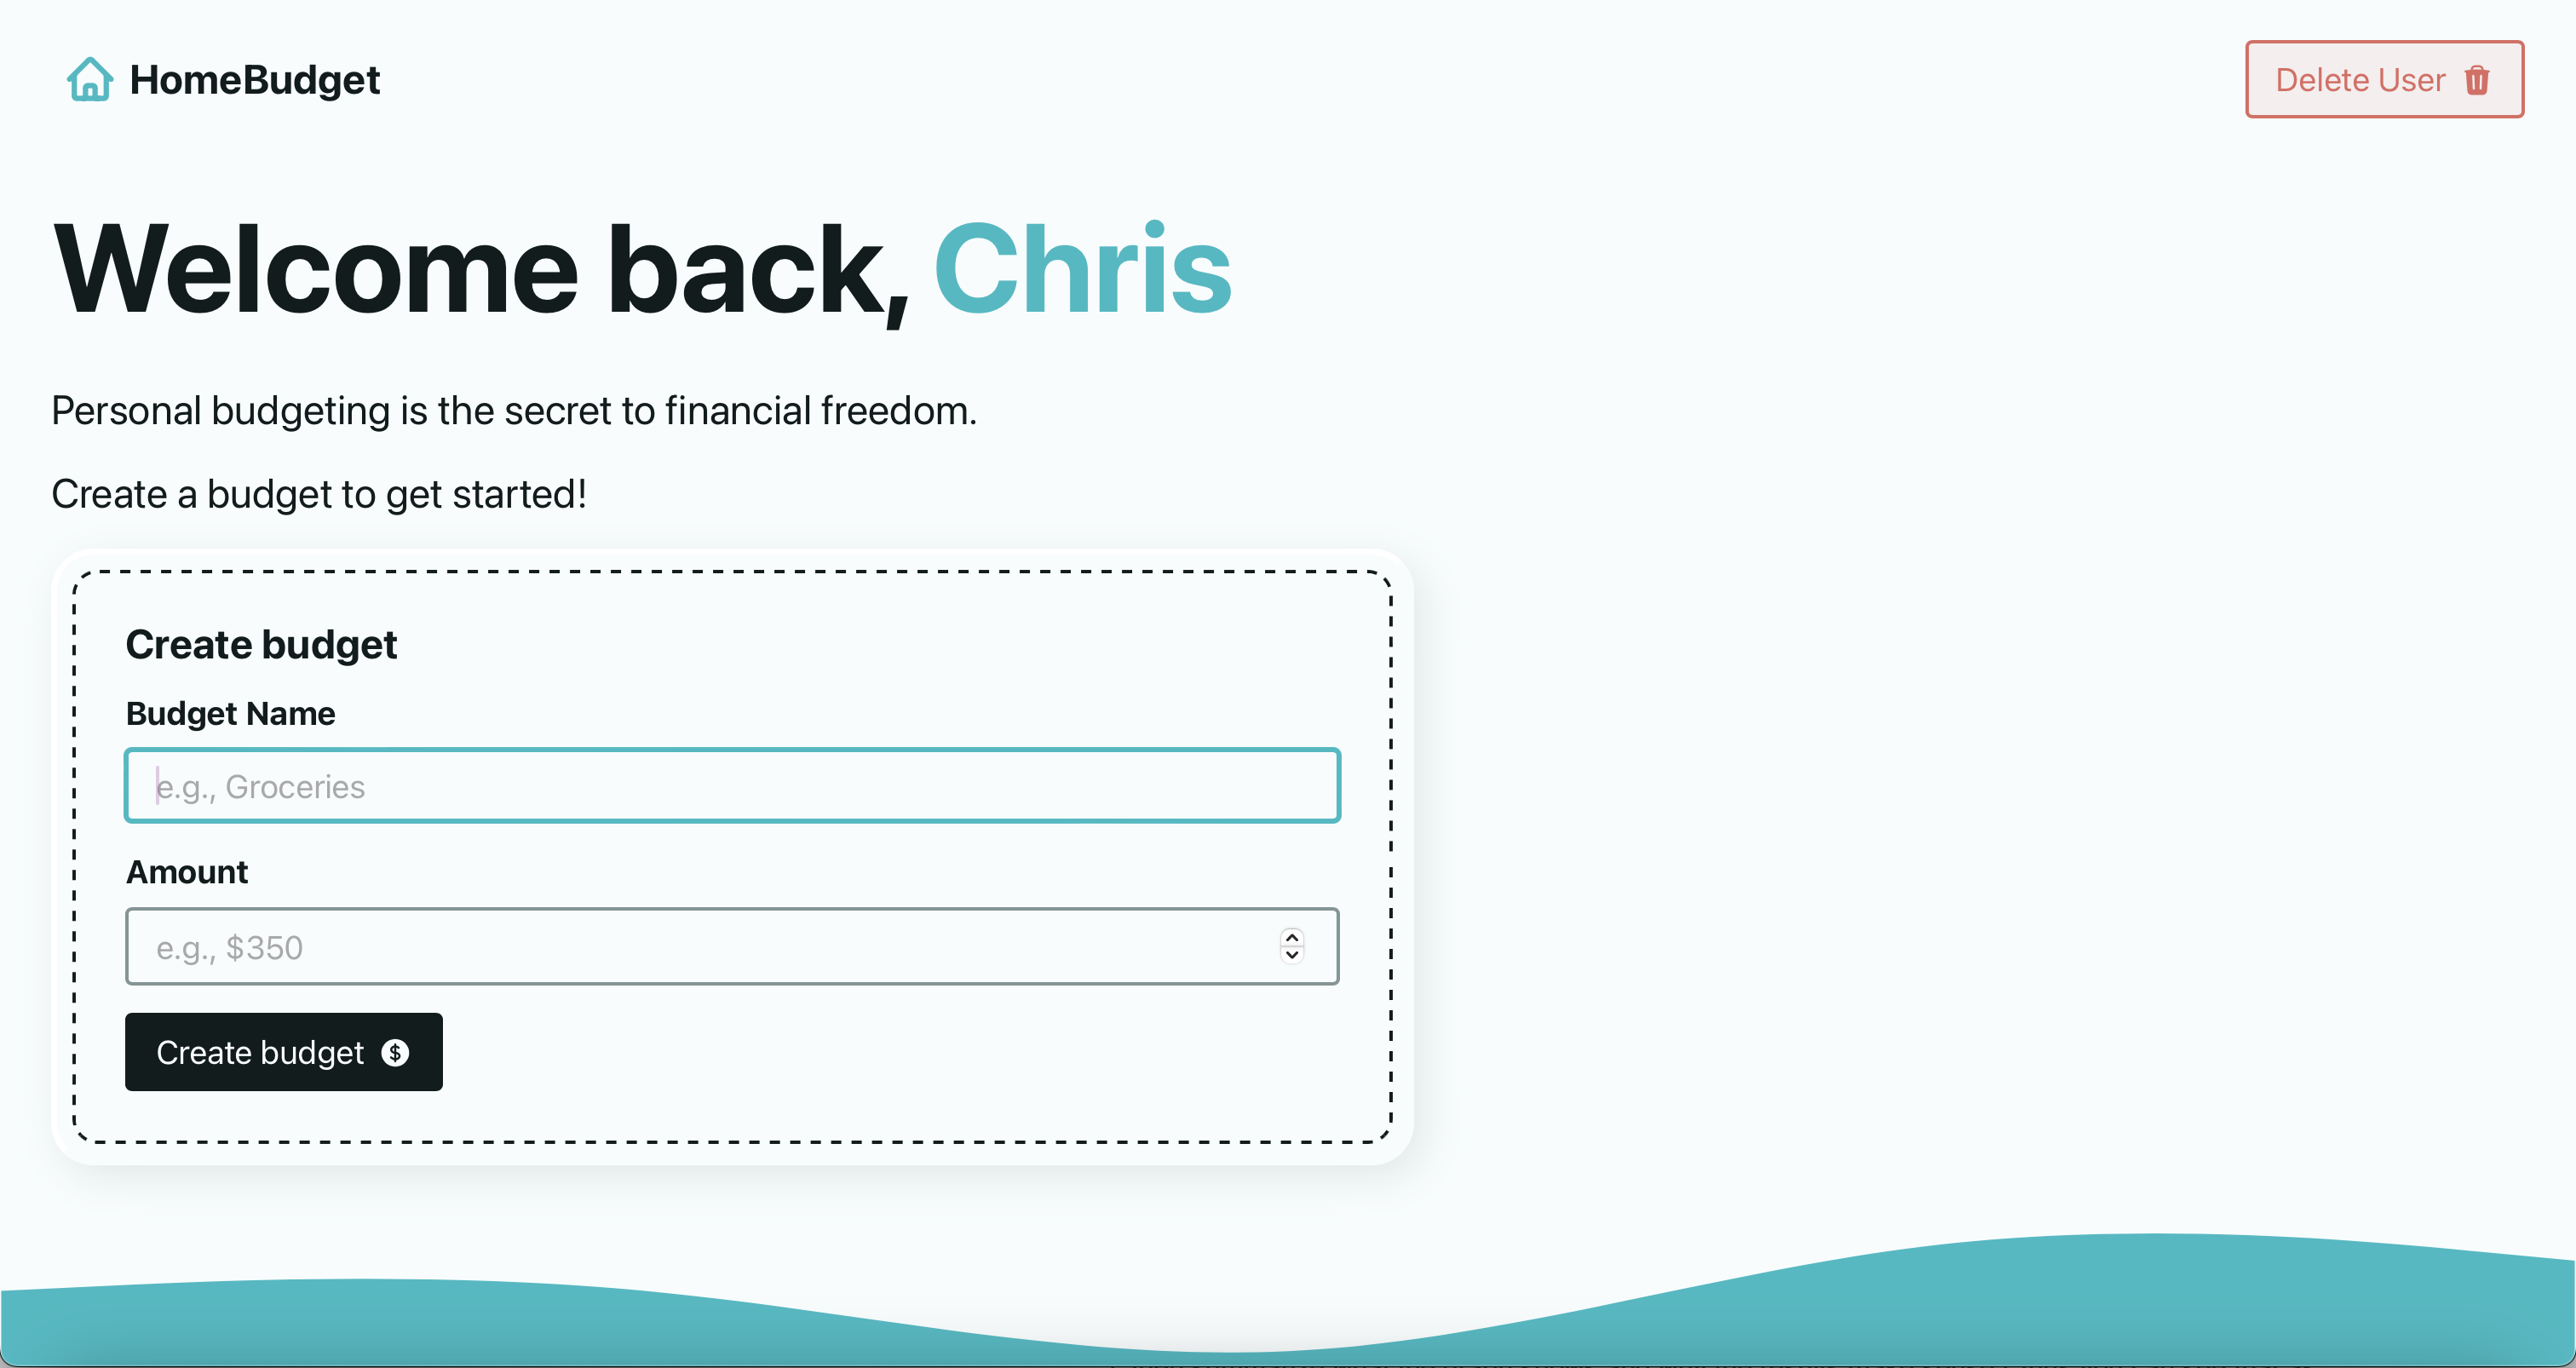 HomeBudget
Delete User
Welcome back, Chris
Personal budgeting is the secret to financial freedom.
Create a budget to get started!
Create budget
Budget Name
e.g., Groceries
Amount
e.g., $350
Create budget $